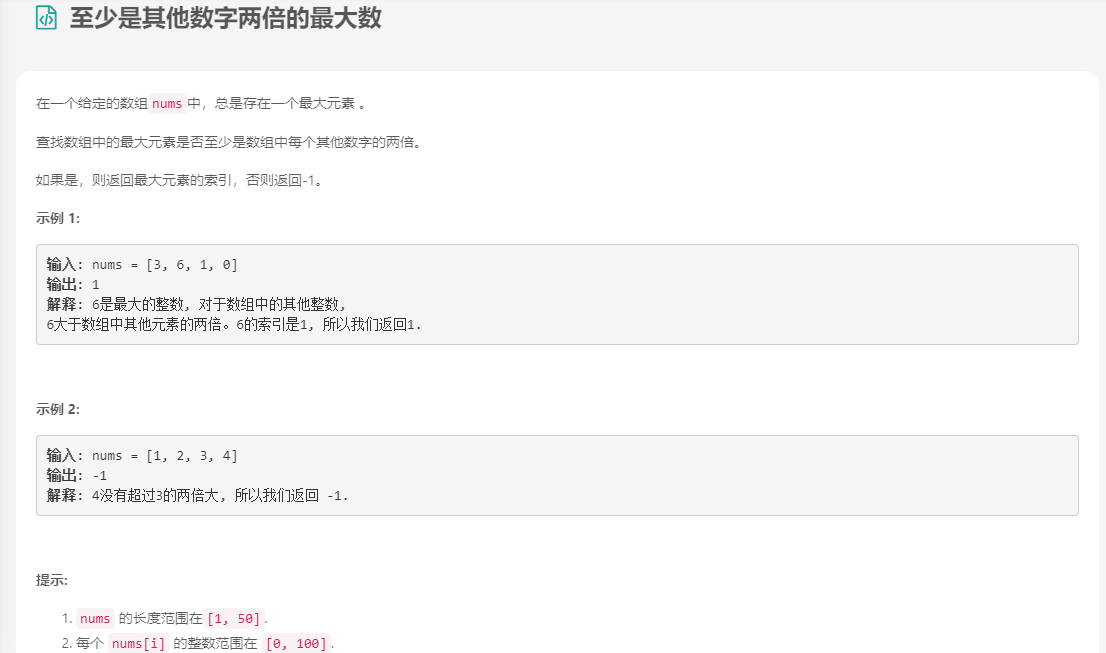 至少是其他数字两倍的最大数
在一个给定的数组nums中，总是存在一个最大元素 。
查找数组中的最大元素是否至少是数组中每个其他数字的两倍。
如果是，则返回最大元素的索引，否则返回-1。
示例 1:
输入: nums = [3, 6, 1, 0]
输出: 1
解释: 6是最大的整数, 对于数组中的其他整数,
6大于数组中其他元素的两倍。6的索引是1, 所以我们返回1.
示例 2:
输入: nums = [1, 2, 3, 4]
输出: -1
解释: 4没有超过3的两倍大, 所以我们返回 -1.
提示:
1. nums 的长度范围在[1, 50].
2. 每个 nums[i] 的整数范围在 [0, 100].